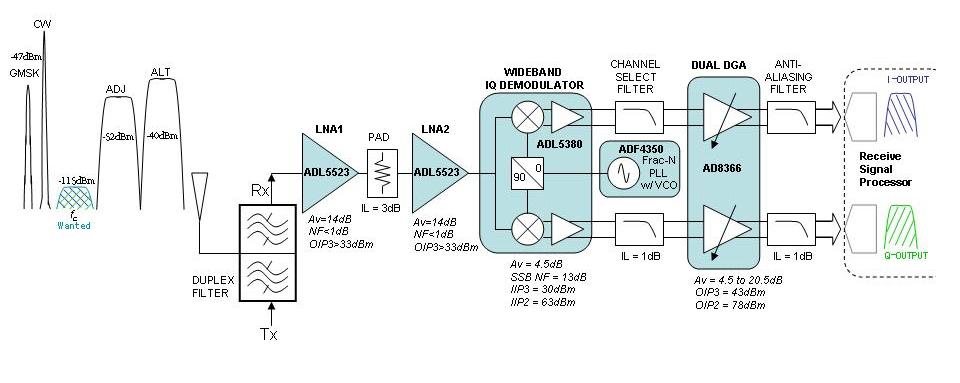 CW
-47dBm
GMSK
-115dBm
fc
Wanted
ADJ
-52dBm
ALT
-40dBm
DUPLEX
FILTER
Rx
Tx
LNA1
ADL5523
Av=14dB
NF<1dB
OIP3>33dBm
PAD
IL = 3dB
LNA2
ADL5523
Av=14dB
NF<1dB
OIP3>33dBm
WIDEBAND
IQ DEMODULATOR
ADL5380
0
90
Av = 4.5dB
SSB NF = 13dB
IIP3 = 30dBm
IIP2 = 63dBm
CHANNEL
SELECT
FILTER
ADF4350
Frac-N
PLL
w/VCO
IL = 1dB
DUAL DGA
AD8366
Av = 4.5 to 20.5dB
OIP3 = 43dBm
OIP2 = 78dBm
ANTI-
ALIASING
FILTER
IL = 1dB
I-OUTPUT
Receive
Signal
Processor
Q-OUTPUT